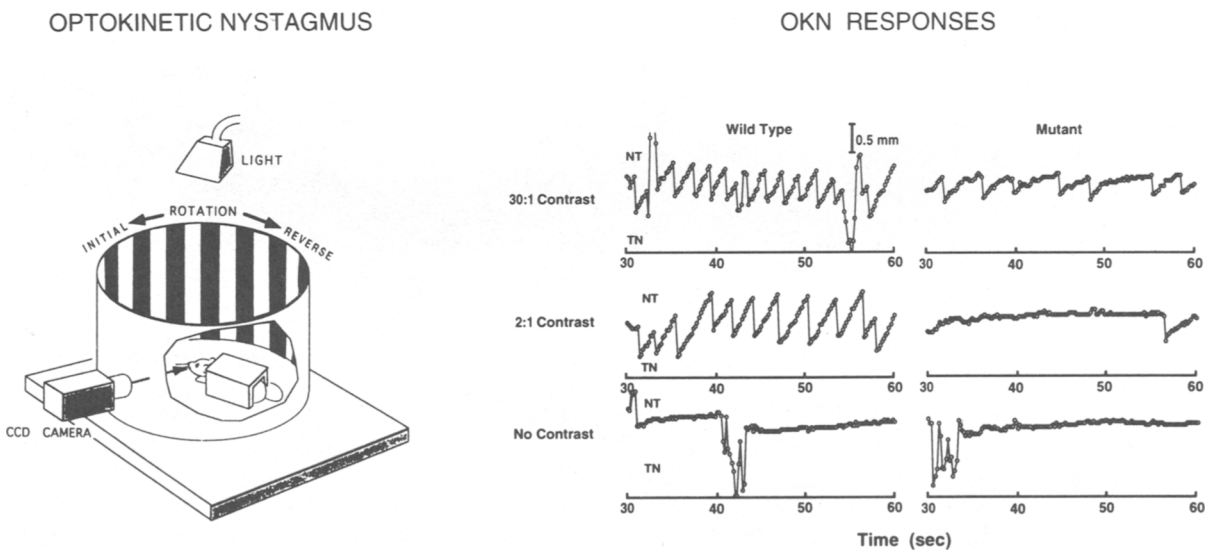 OPTOKINETIC NYSTAGMUS
OKN RESPONSES
LIGHT
ROTATION
INITIAL
REVERSE
CCD CAMERA
Wild Type
Mutant
0.5 mm
30:1 Contrast
NT
TN
30 40 50 60
30 40 50 60
2:1 Contrast
NT
TN
30 40 50 60
30 40 50 60
No Contrast
NT
TN
30 40 50 60
30 40 50 60
Time (sec)